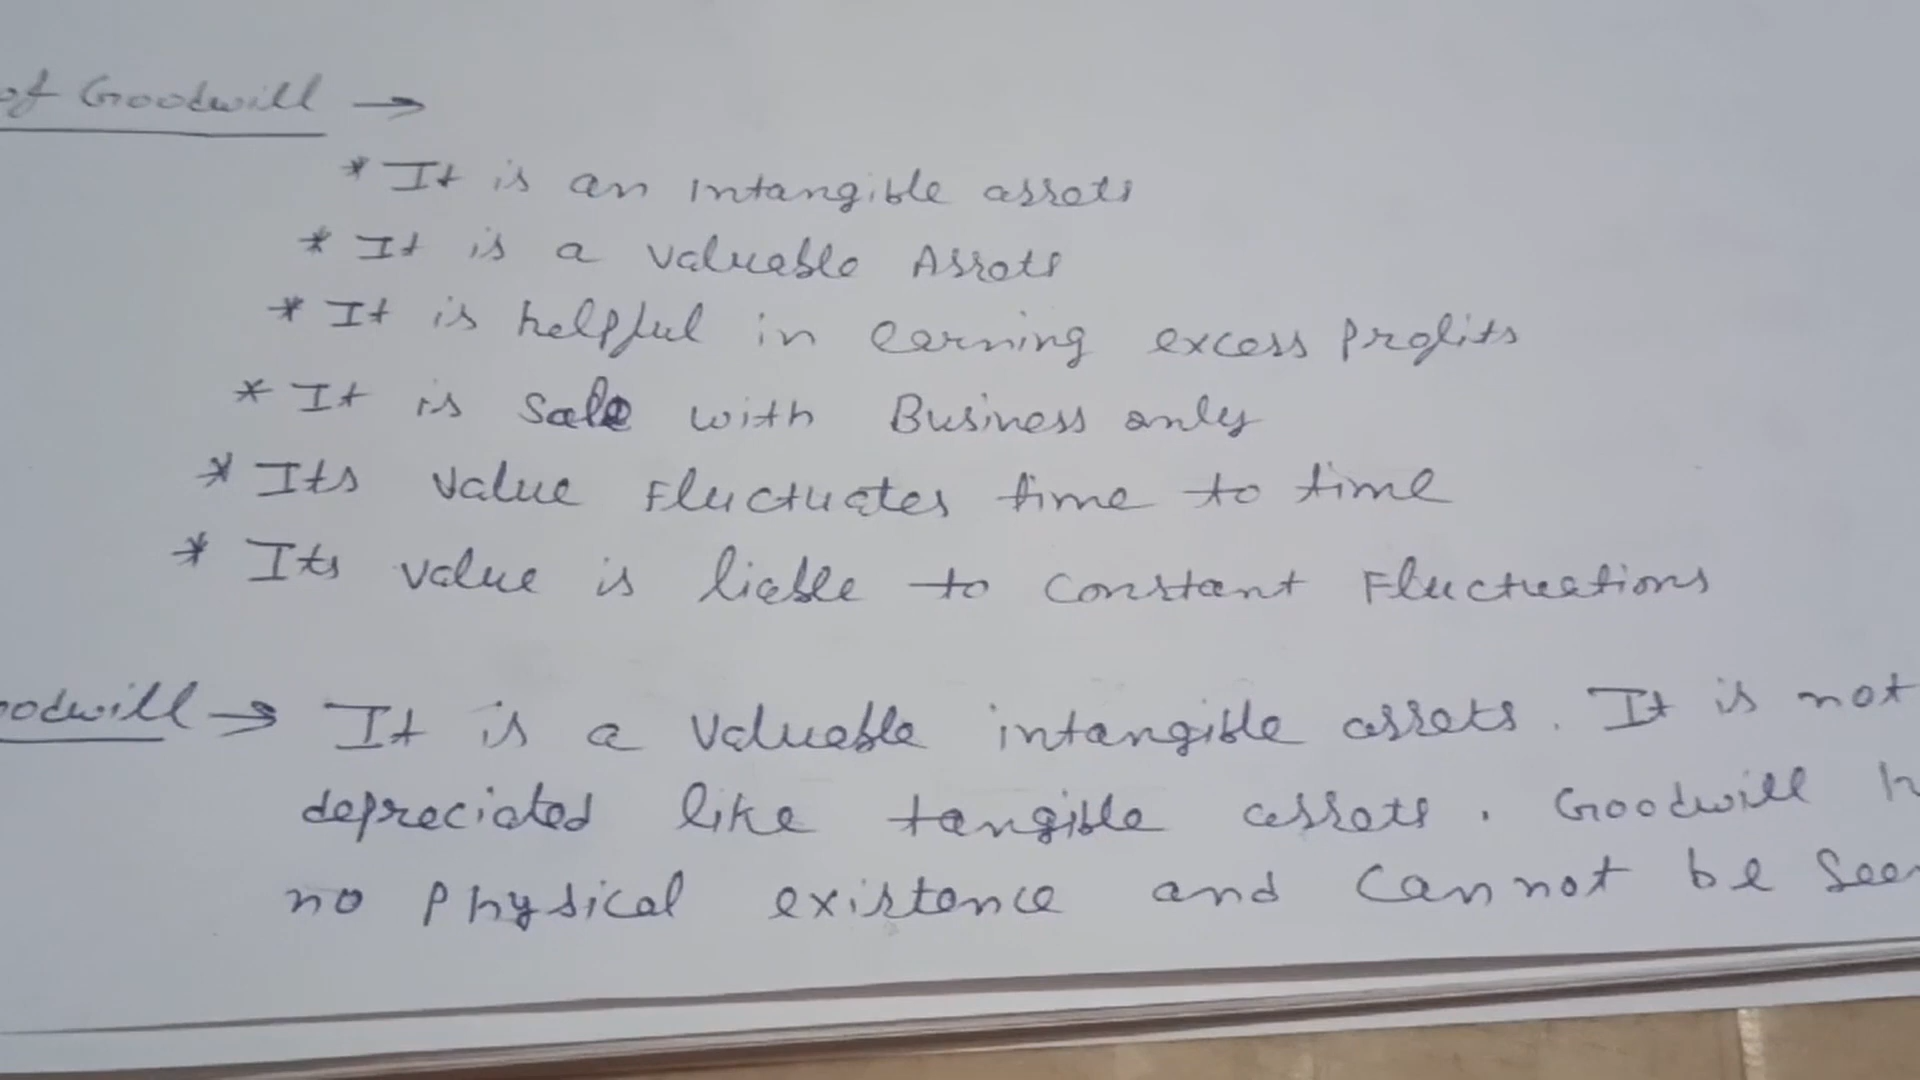 of Goodwill →
* It is an intangible assets
* It is a valuable Assets
* It is helpful in earning excess profits
* It is Sale with Business only
* Its value Fluctuates time to time
* Its value is liable to constant Fluctuations
oodwill → It is a valuable intangible assets. It is not
depreciated like tangible assets. Goodwill
no physical existence and cannot be seen